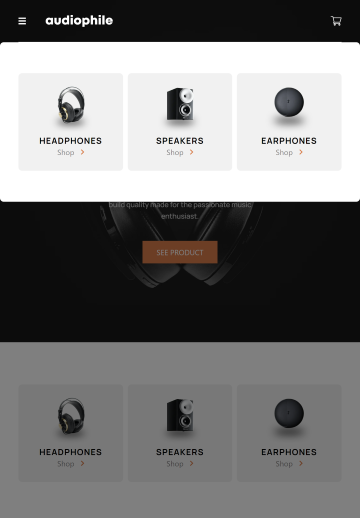 audiophile
HEADPHONES
Shop
SPEAKERS
Shop
EARPHONES
Shop
build quality made for the passionate music
enthusiast.
SEE PRODUCT
HEADPHONES
Shop
SPEAKERS
Shop
EARPHONES
Shop